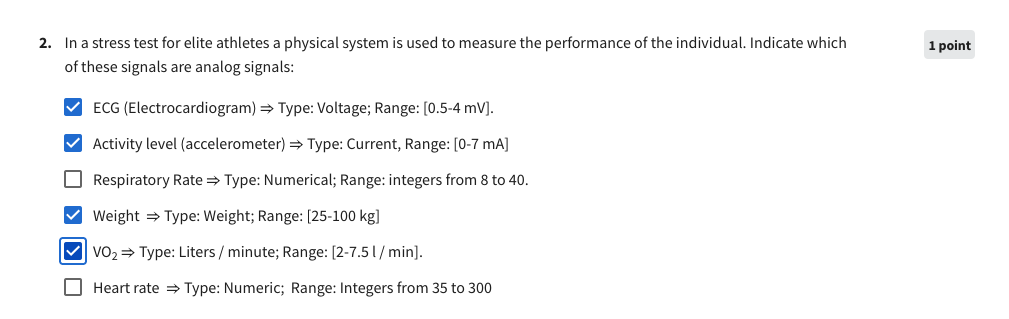 2. In a stress test for elite athletes a physical system is used to measure the performance of the individual. Indicate which
of these signals are analog signals:
1 point
ECG (Electrocardiogram) ⇒ Type: Voltage; Range: [0.5-4 mV].
Activity level (accelerometer) ⇒ Type: Current, Range: [0-7 mA]
Respiratory Rate ⇒ Type: Numerical; Range: integers from 8 to 40.
Weight ⇒ Type: Weight; Range: [25-100 kg]
VO₂ ⇒ Type: Liters / minute; Range: [2-7.5 l / min].
Heart rate ⇒ Type: Numeric; Range: Integers from 35 to 300